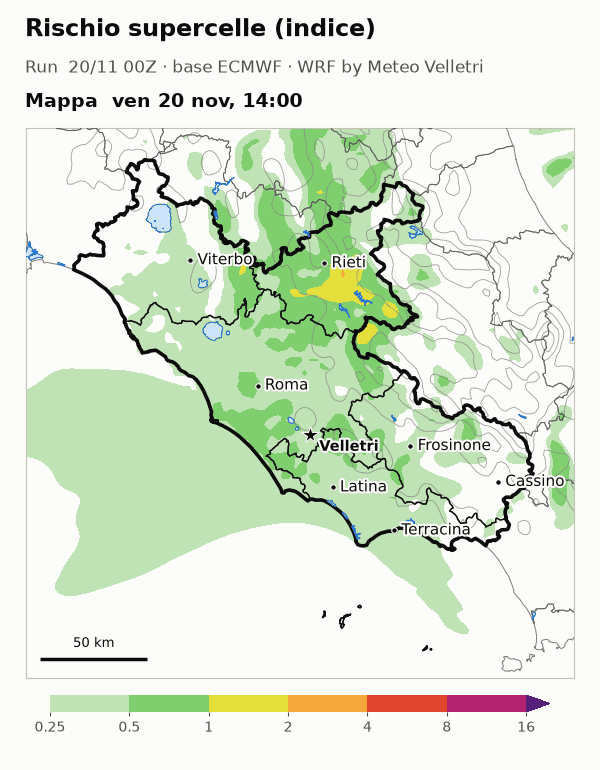 Rischio supercelle (indice)
Run  20/11 00Z · base ECMWF · WRF by Meteo Velletri
Mappa  ven 20 nov, 14:00
Viterbo
Rieti
Roma
Velletri
Frosinone
Latina
Cassino
Terracina
50 km
0.25 0.5 1 2 4 8 16